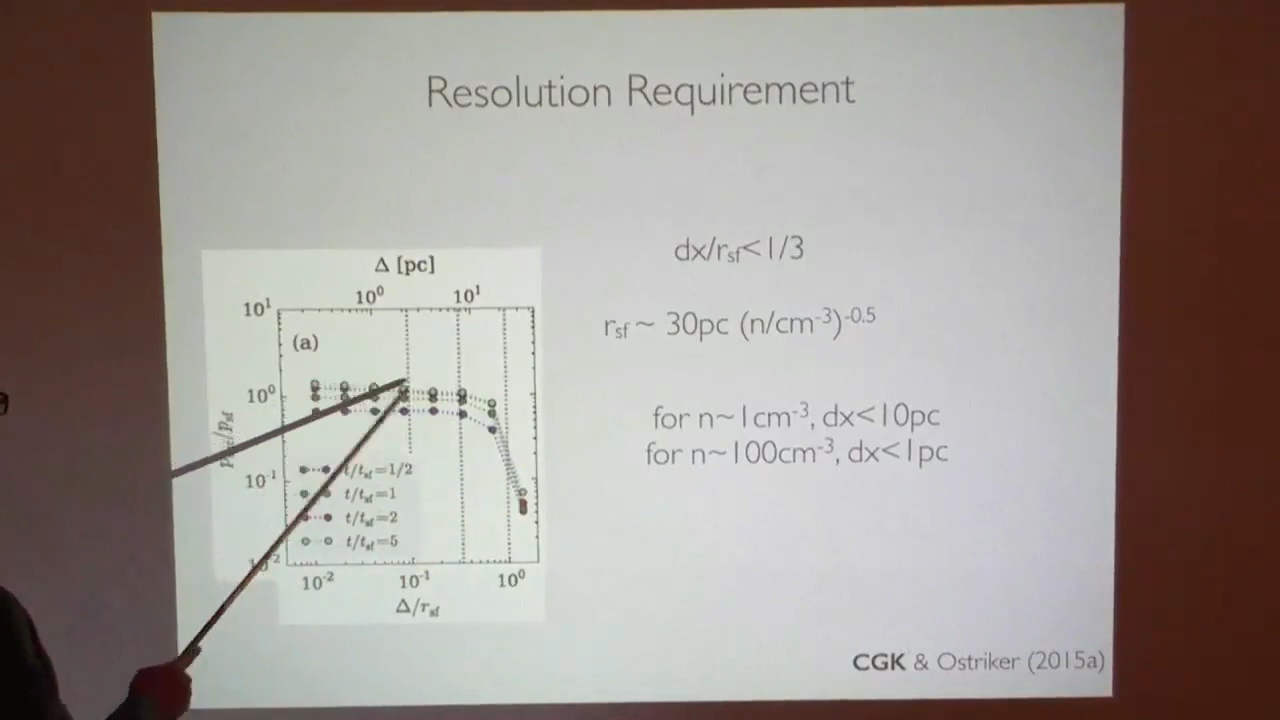 Resolution Requirement
Δ [pc]
10⁰ 10¹
10¹
(a)
10⁰
10⁻¹
t/t_sf=1/2
t/t_sf=1
t/t_sf=2
t/t_sf=5
10⁻² 10⁻¹ 10⁰
Δ/r_sf
dx/r_sf<1/3
r_sf ~ 30pc (n/cm⁻³)⁻⁰·⁵
for n~1cm⁻³, dx<10pc
for n~100cm⁻³, dx<1pc
CGK & Ostriker (2015a)